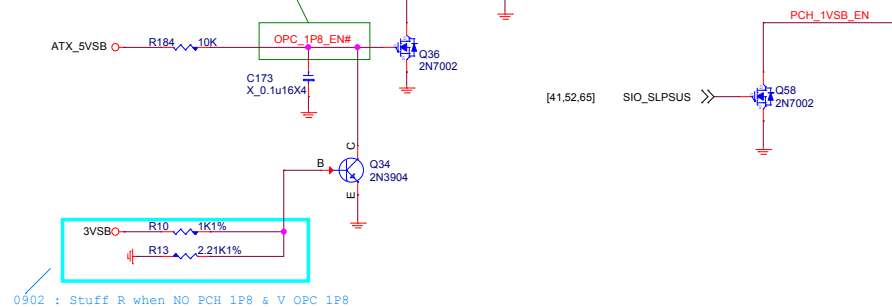 PCH_1VSB_EN
ATX_5VSB
R184
10K
OPC_1P8_EN#
Q36
2N7002
C173
X_0.1u16X4
[41,52,65]
SIO_SLPSUS
Q58
2N7002
C
B
Q34
2N3904
E
3VSB
R10
1K1%
R13
2.21K1%
0902 : Stuff R when NO PCH 1P8 & V OPC 1P8